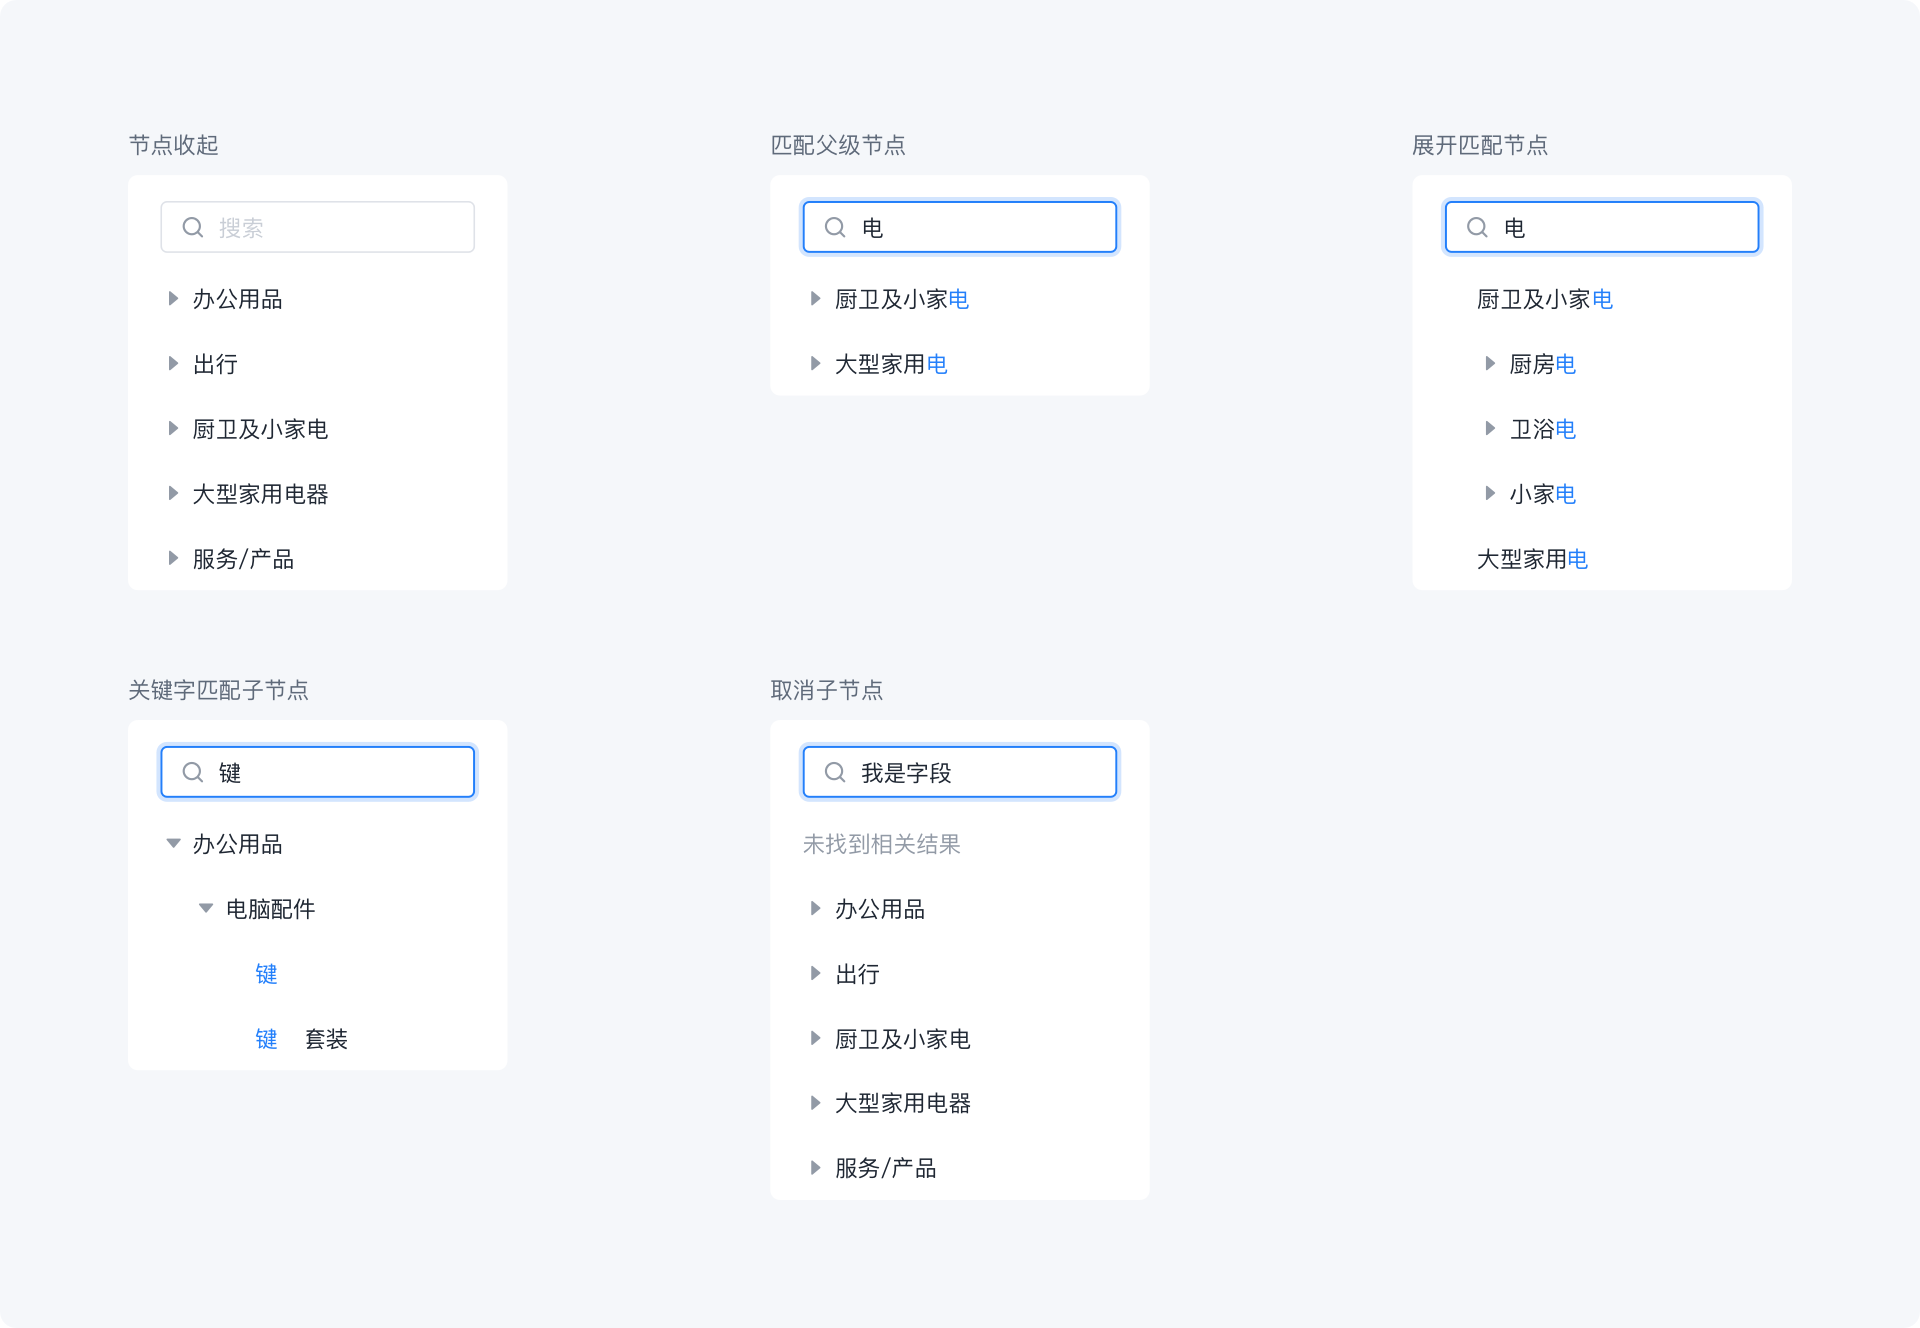 节点收起
搜索
办公用品
出行
厨卫及小家电
大型家用电器
服务/产品
匹配父级节点
电
厨卫及小家电
大型家用电
展开匹配节点
电
厨卫及小家电
厨房电
卫浴电
小家电
大型家用电
关键字匹配子节点
键
办公用品
电脑配件
键
键 套装
取消子节点
我是字段
未找到相关结果
办公用品
出行
厨卫及小家电
大型家用电器
服务/产品